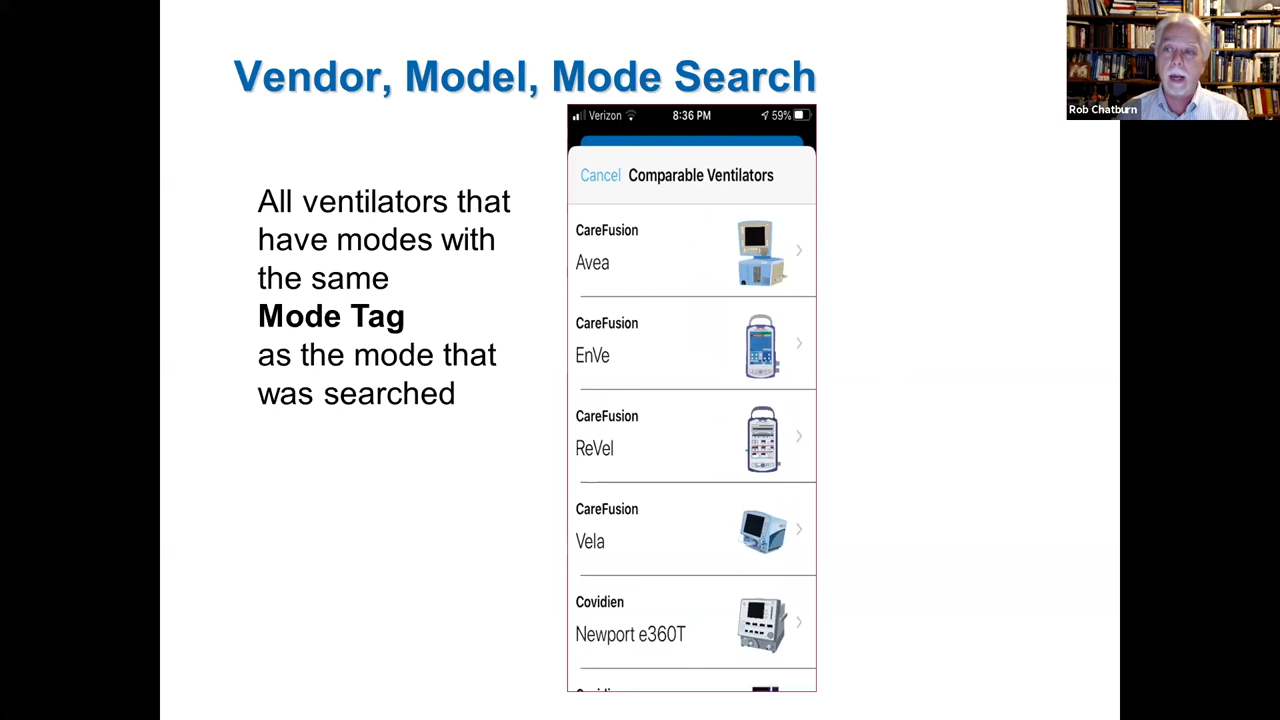 Vendor, Model, Mode Search
Rob Chatburn
Verizon 8:36 PM 59%
Cancel Comparable Ventilators
All ventilators that
have modes with
the same
Mode Tag
as the mode that
was searched
CareFusion
Avea
CareFusion
EnVe
CareFusion
ReVel
CareFusion
Vela
Covidien
Newport e360T